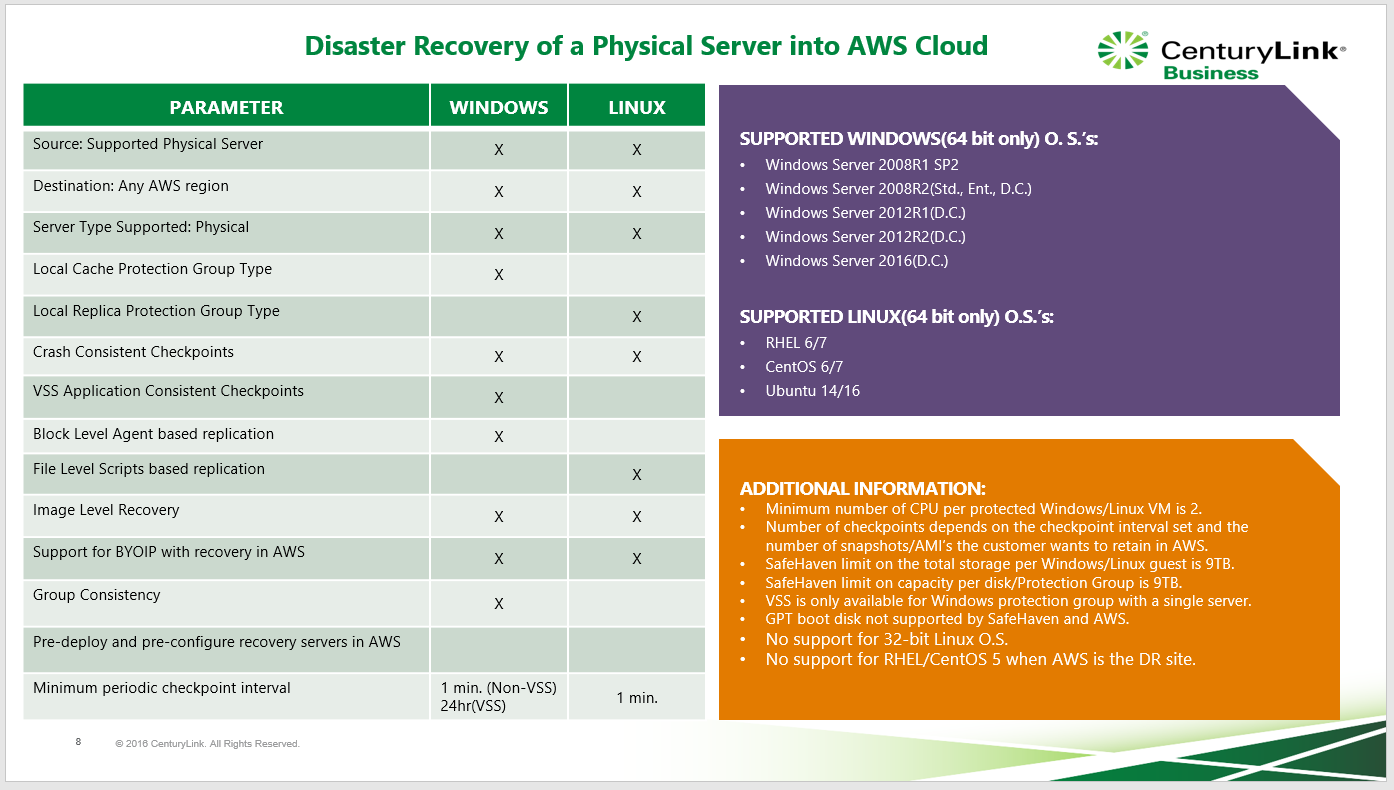 Disaster Recovery of a Physical Server into AWS Cloud
CenturyLink®
Business
PARAMETER WINDOWS LINUX
Source: Supported Physical Server X X
Destination: Any AWS region X X
Server Type Supported: Physical X X
Local Cache Protection Group Type X
Local Replica Protection Group Type X
Crash Consistent Checkpoints X X
VSS Application Consistent Checkpoints X
Block Level Agent based replication X
File Level Scripts based replication X
Image Level Recovery X X
Support for BYOIP with recovery in AWS X X
Group Consistency X
Pre-deploy and pre-configure recovery servers in AWS
Minimum periodic checkpoint interval 1 min. (Non-VSS) 1 min.
24hr(VSS)
SUPPORTED WINDOWS(64 bit only) O. S.’s:
• Windows Server 2008R1 SP2
• Windows Server 2008R2(Std., Ent., D.C.)
• Windows Server 2012R1(D.C.)
• Windows Server 2012R2(D.C.)
• Windows Server 2016(D.C.)
SUPPORTED LINUX(64 bit only) O.S.’s:
• RHEL 6/7
• CentOS 6/7
• Ubuntu 14/16
ADDITIONAL INFORMATION:
• Minimum number of CPU per protected Windows/Linux VM is 2.
• Number of checkpoints depends on the checkpoint interval set and the
number of snapshots/AMI’s the customer wants to retain in AWS.
• SafeHaven limit on the total storage per Windows/Linux guest is 9TB.
• SafeHaven limit on capacity per disk/Protection Group is 9TB.
• VSS is only available for Windows protection group with a single server.
• GPT boot disk not supported by SafeHaven and AWS.
• No support for 32-bit Linux O.S.
• No support for RHEL/CentOS 5 when AWS is the DR site.
8 © 2016 CenturyLink. All Rights Reserved.